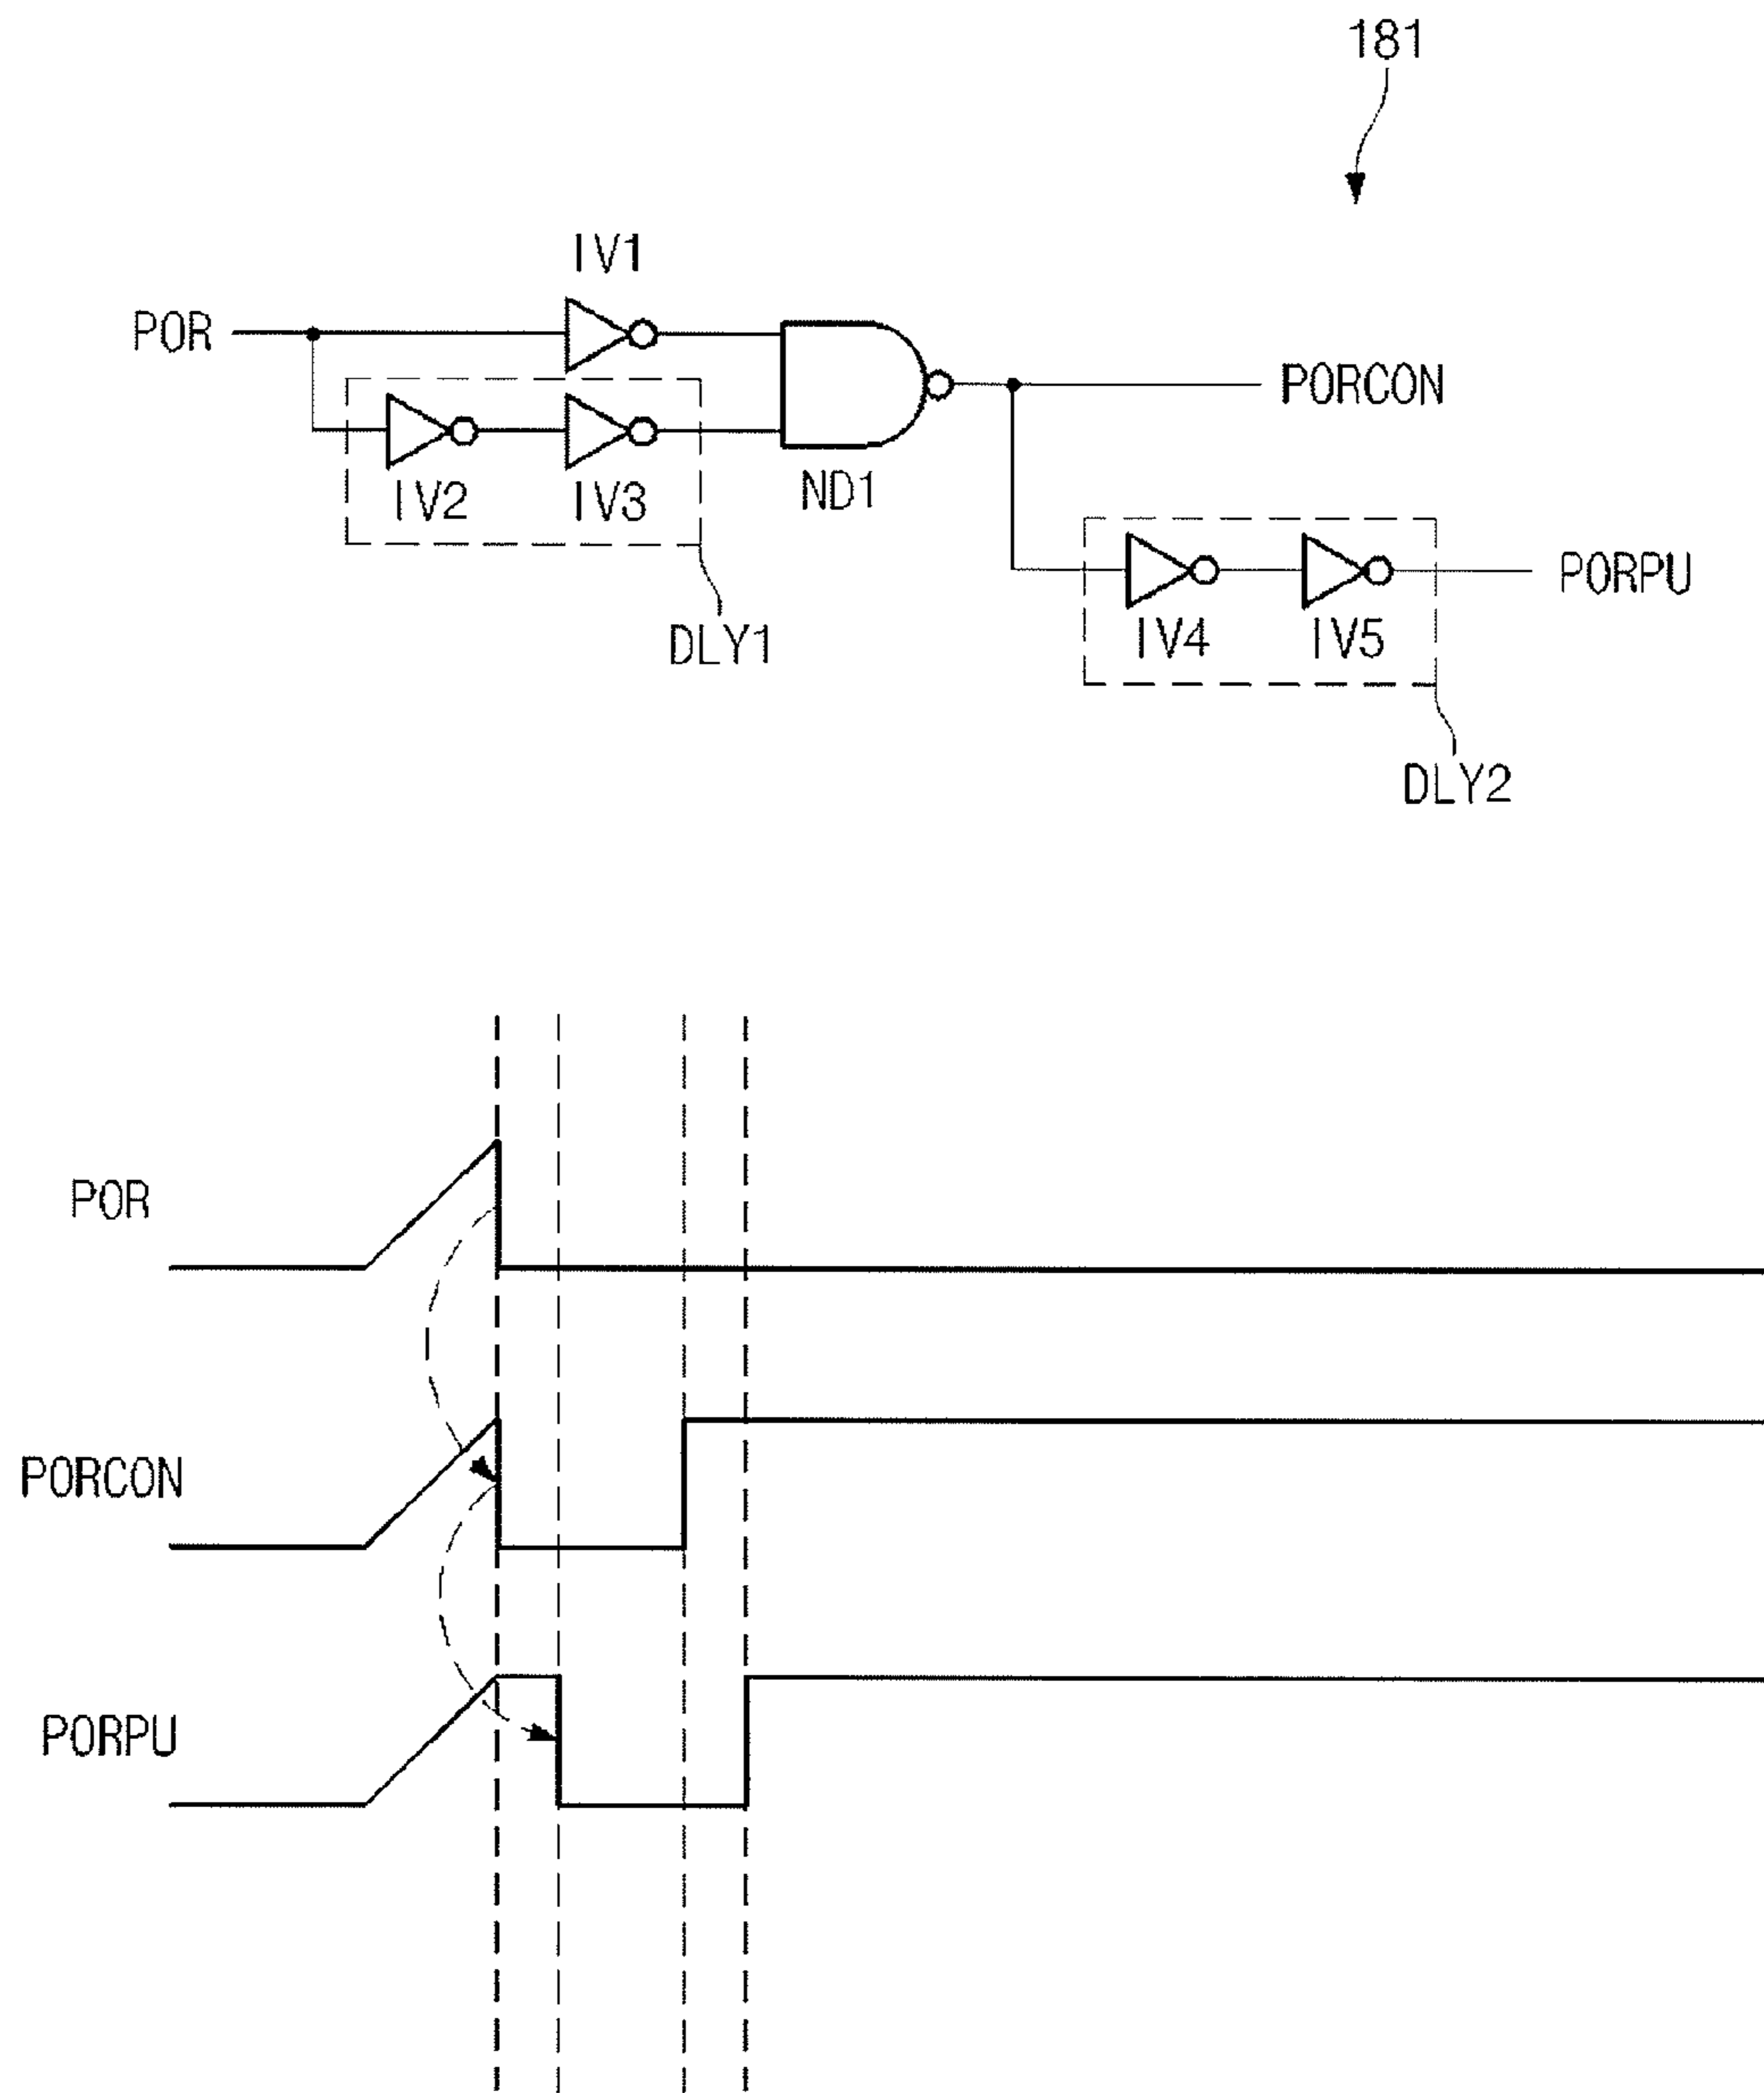 181
IV1
POR
PORCON
IV2
IV3
ND1
PORPU
IV4
IV5
DLY1
DLY2
POR
PORCON
PORPU